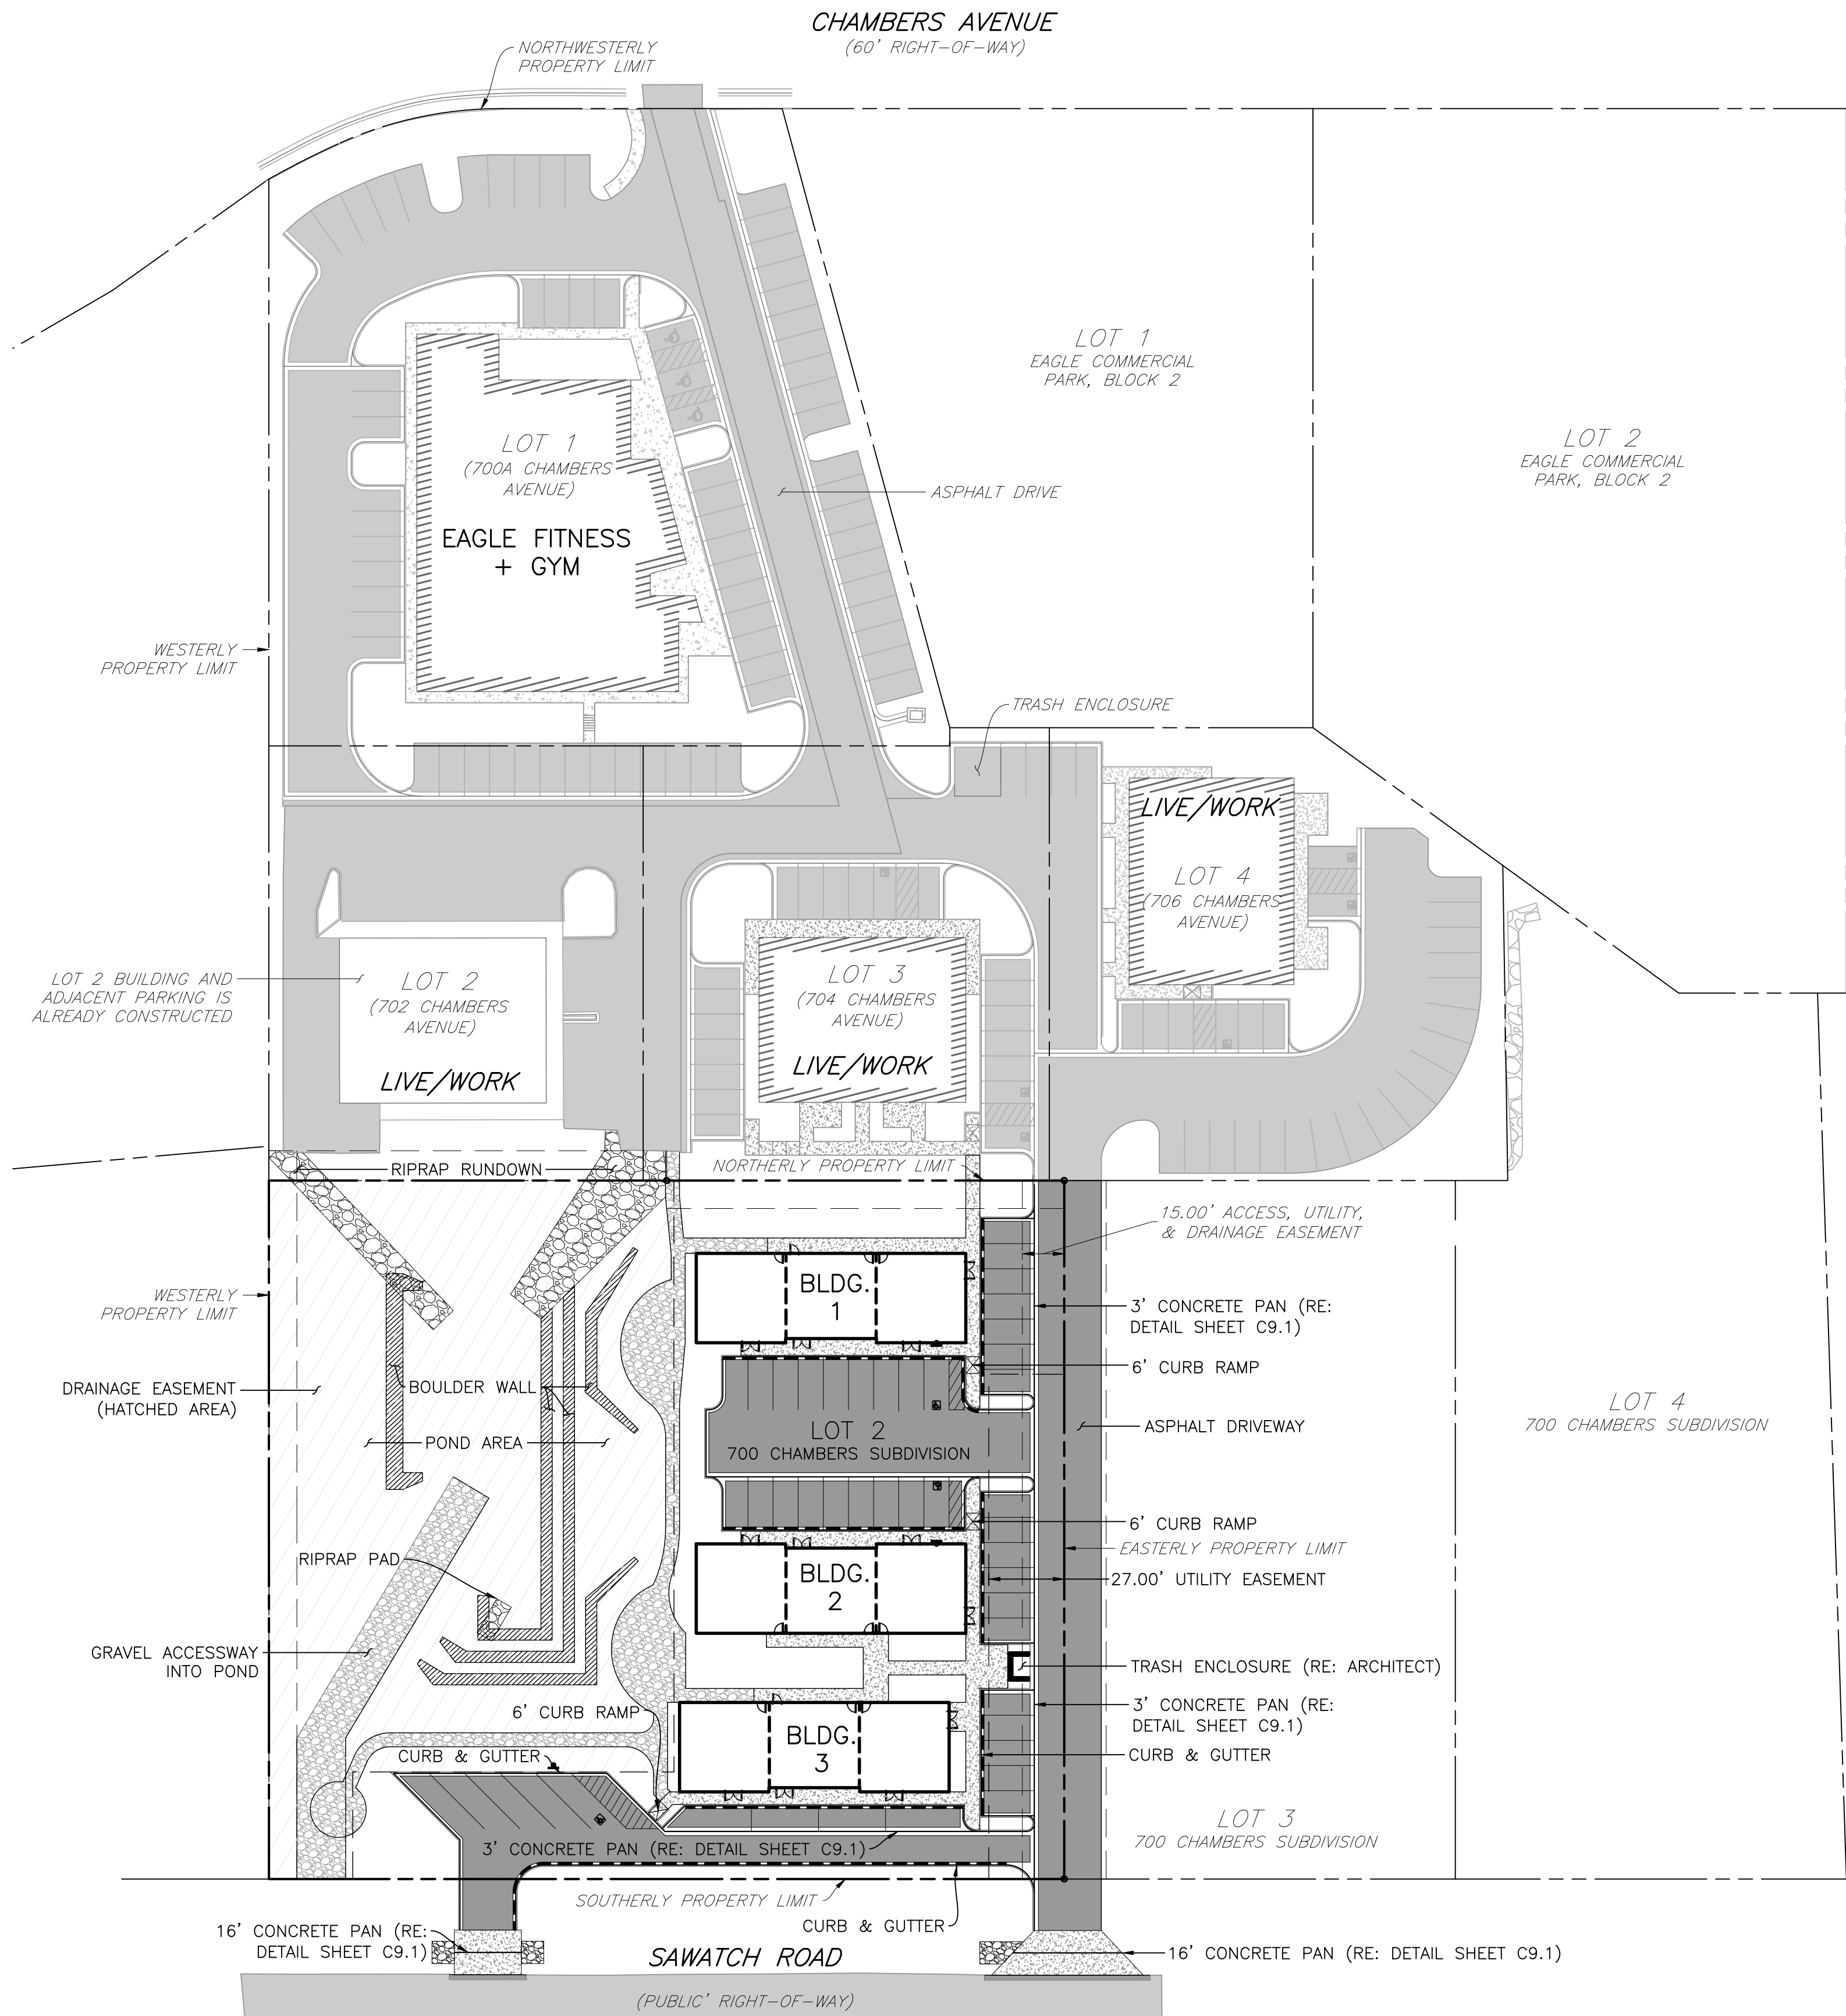 CHAMBERS AVENUE
(60' RIGHT-OF-WAY)
NORTHWESTERLY
PROPERTY LIMIT
LOT 1
EAGLE COMMERCIAL
PARK, BLOCK 2
LOT 2
EAGLE COMMERCIAL
PARK, BLOCK 2
LOT 1
(700A CHAMBERS
AVENUE)
EAGLE FITNESS
+ GYM
ASPHALT DRIVE
WESTERLY
PROPERTY LIMIT
TRASH ENCLOSURE
LIVE/WORK
LOT 4
(706 CHAMBERS
AVENUE)
LOT 2 BUILDING AND
ADJACENT PARKING IS
ALREADY CONSTRUCTED
LOT 2
(702 CHAMBERS
AVENUE)
LIVE/WORK
LOT 3
(704 CHAMBERS
AVENUE)
LIVE/WORK
RIPRAP RUNDOWN
NORTHERLY PROPERTY LIMIT
15.00' ACCESS, UTILITY,
& DRAINAGE EASEMENT
WESTERLY
PROPERTY LIMIT
BLDG.
1
3' CONCRETE PAN (RE:
DETAIL SHEET C9.1)
6' CURB RAMP
DRAINAGE EASEMENT
(HATCHED AREA)
BOULDER WALL
POND AREA
LOT 2
700 CHAMBERS SUBDIVISION
ASPHALT DRIVEWAY
LOT 4
700 CHAMBERS SUBDIVISION
6' CURB RAMP
EASTERLY PROPERTY LIMIT
27.00' UTILITY EASEMENT
RIPRAP PAD
BLDG.
2
GRAVEL ACCESSWAY
INTO POND
TRASH ENCLOSURE (RE: ARCHITECT)
6' CURB RAMP
3' CONCRETE PAN (RE:
DETAIL SHEET C9.1)
BLDG.
3
CURB & GUTTER
CURB & GUTTER
LOT 3
700 CHAMBERS SUBDIVISION
3' CONCRETE PAN (RE: DETAIL SHEET C9.1)
SOUTHERLY PROPERTY LIMIT
CURB & GUTTER
16' CONCRETE PAN (RE:
DETAIL SHEET C9.1)
SAWATCH ROAD
16' CONCRETE PAN (RE: DETAIL SHEET C9.1)
(PUBLIC' RIGHT-OF-WAY)